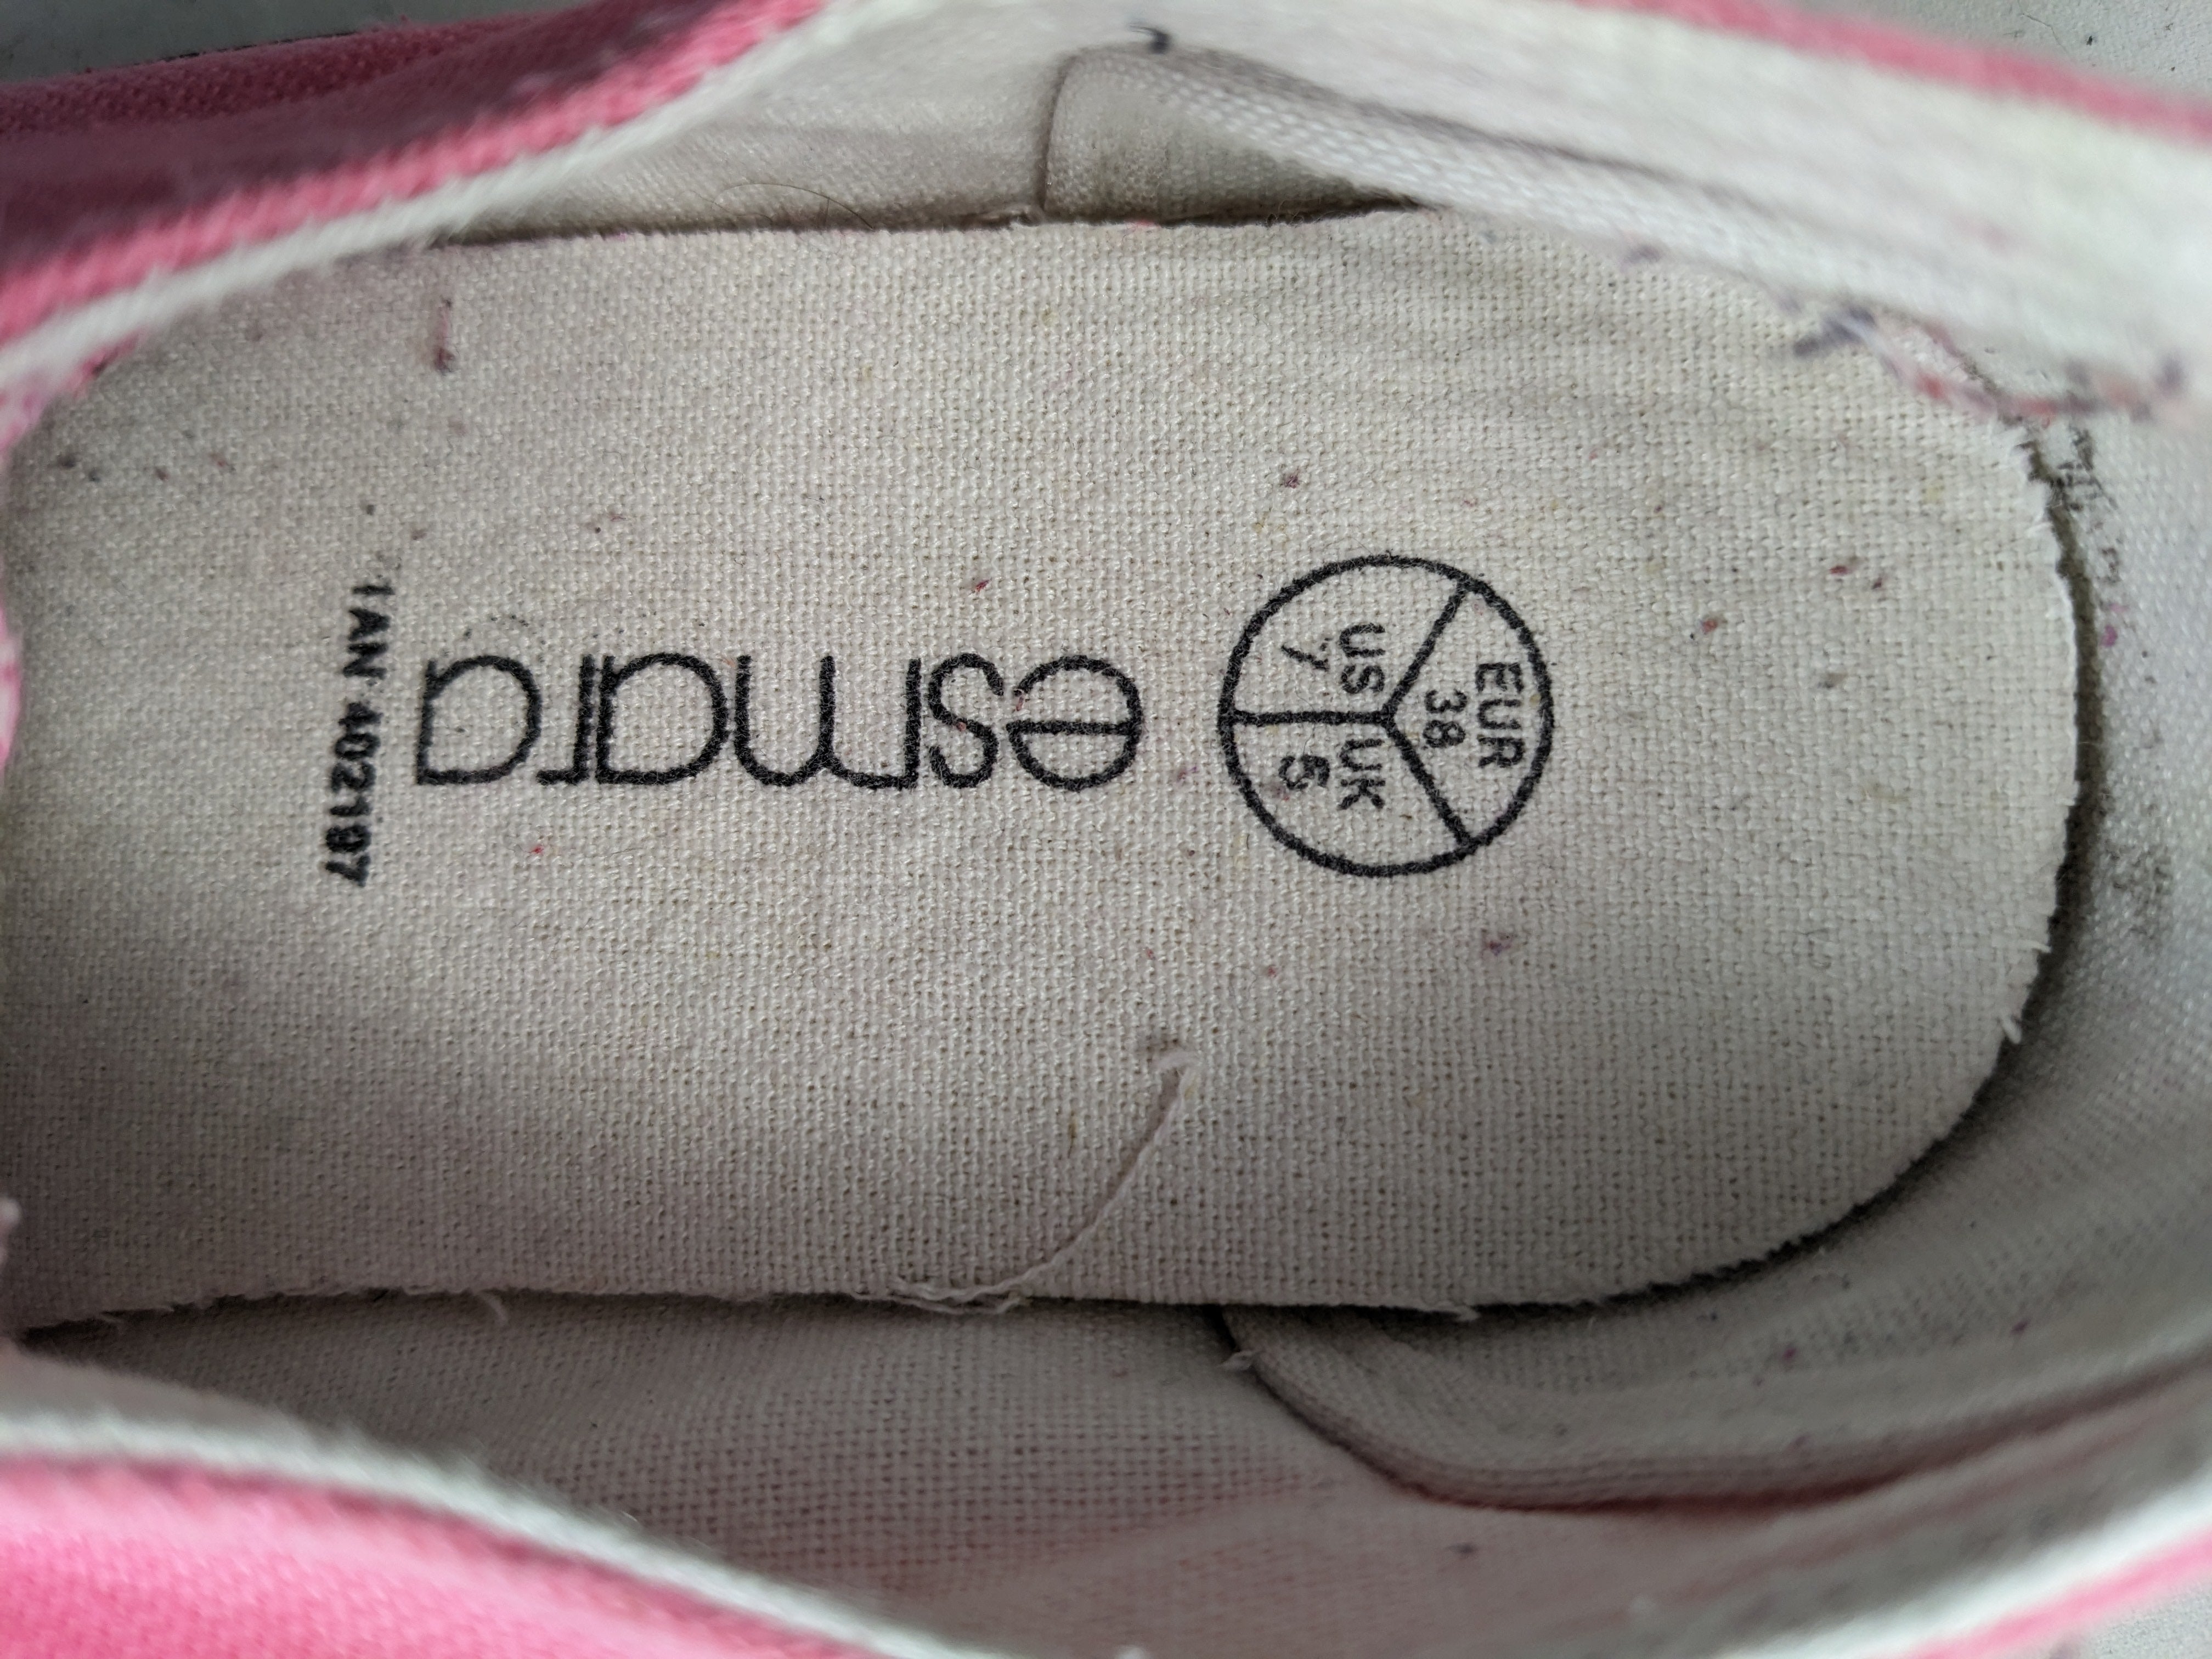 EUR
38
US
7
UK
5
esmara
IAN 402197